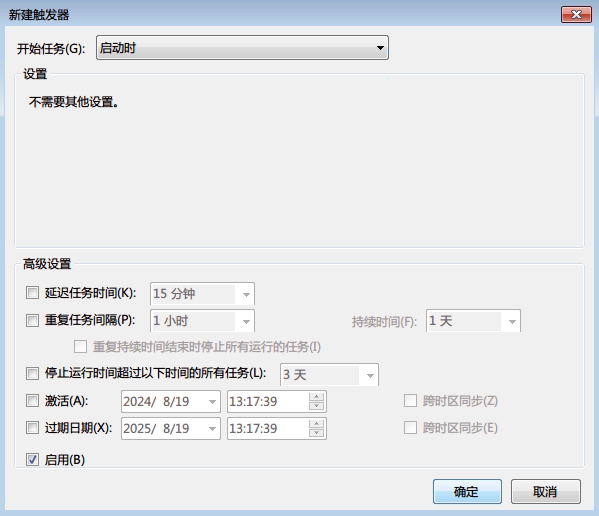 新建触发器
开始任务(G): 启动时
设置
不需要其他设置。
高级设置
延迟任务时间(K): 15 分钟
重复任务间隔(P): 1 小时 持续时间(F): 1 天
重复持续时间结束时停止所有运行的任务(I)
停止运行时间超过以下时间的所有任务(L): 3 天
激活(A): 2024/ 8/19 13:17:39 跨时区同步(Z)
过期日期(X): 2025/ 8/19 13:17:39 跨时区同步(E)
启用(B)
确定 取消